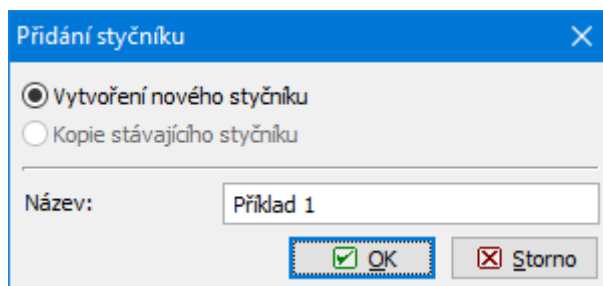 Přidání styčníku
Vytvoření nového styčníku
Kopie stávajícího styčníku
Název: Příklad 1
OK Storno